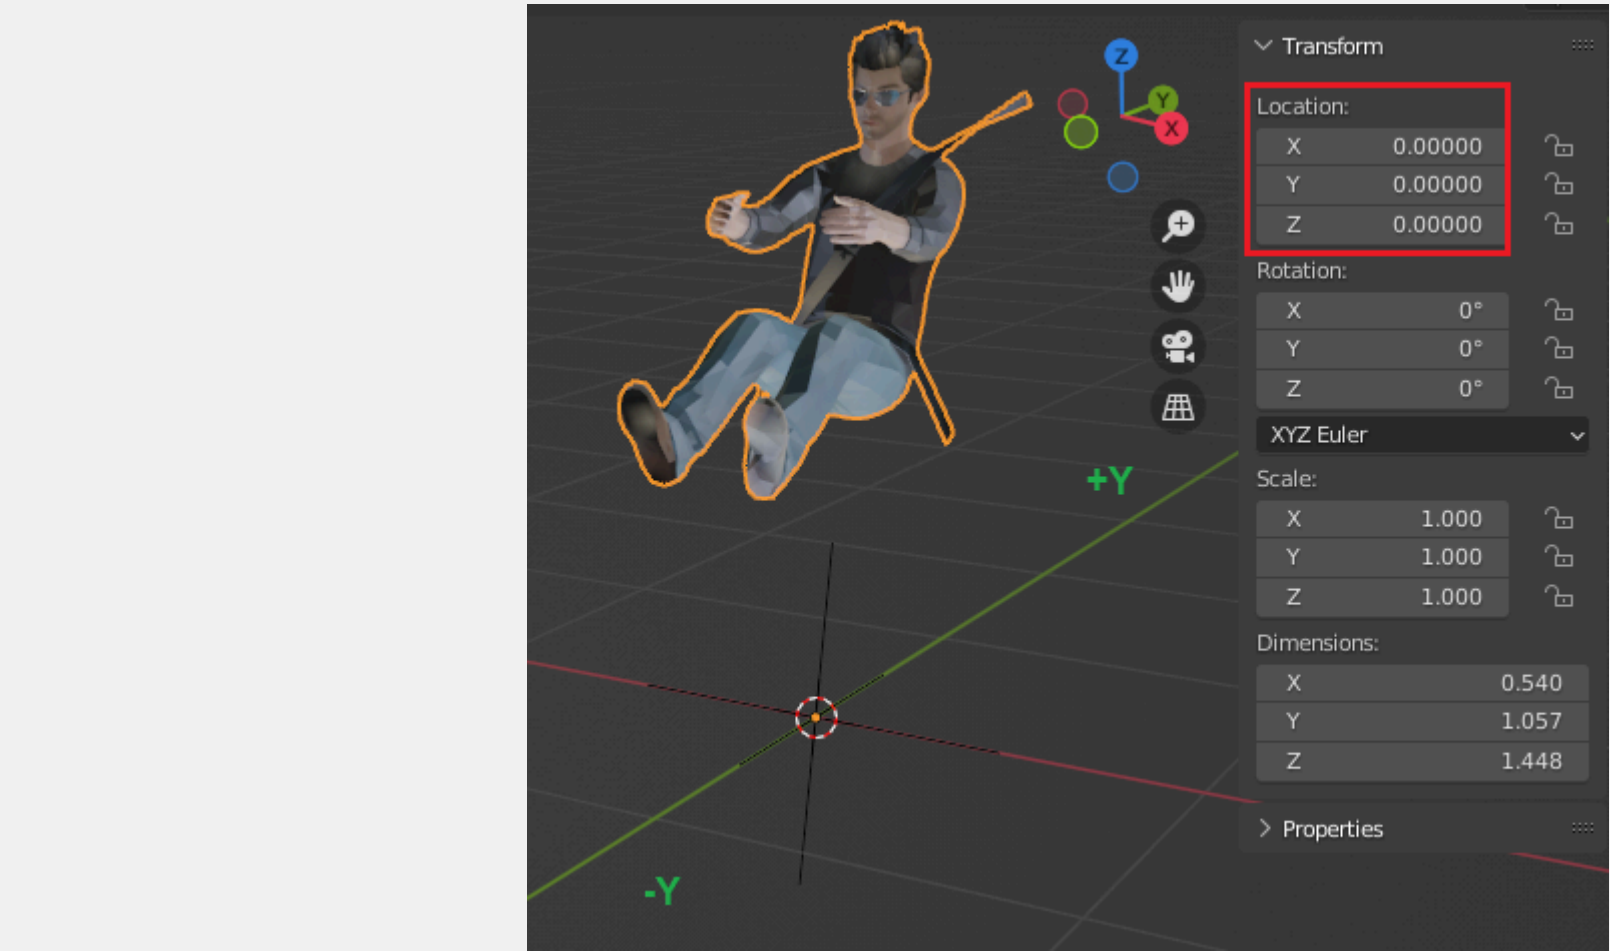 Z
Y
X
Transform
Location:
X 0.00000
Y 0.00000
Z 0.00000
Rotation:
X 0°
Y 0°
Z 0°
XYZ Euler
Scale:
X 1.000
Y 1.000
Z 1.000
Dimensions:
X 0.540
Y 1.057
Z 1.448
Properties
+Y
-Y